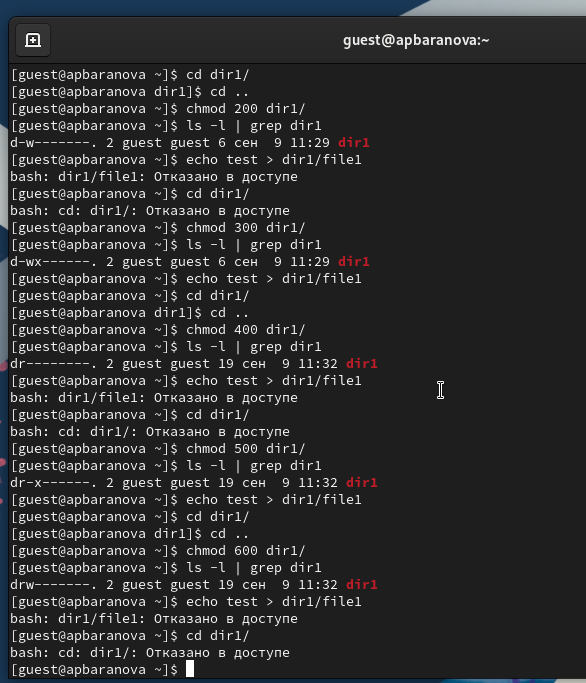 guest@apbaranova:~
[guest@apbaranova ~]$ cd dir1/
[guest@apbaranova dir1]$ cd ..
[guest@apbaranova ~]$ chmod 200 dir1/
[guest@apbaranova ~]$ ls -l | grep dir1
d-w-------. 2 guest guest 6 сен  9 11:29 dir1
[guest@apbaranova ~]$ echo test > dir1/file1
bash: dir1/file1: Отказано в доступе
[guest@apbaranova ~]$ cd dir1/
bash: cd: dir1/: Отказано в доступе
[guest@apbaranova ~]$ chmod 300 dir1/
[guest@apbaranova ~]$ ls -l | grep dir1
d-wx------. 2 guest guest 6 сен  9 11:29 dir1
[guest@apbaranova ~]$ echo test > dir1/file1
[guest@apbaranova ~]$ cd dir1/
[guest@apbaranova dir1]$ cd ..
[guest@apbaranova ~]$ chmod 400 dir1/
[guest@apbaranova ~]$ ls -l | grep dir1
dr--------. 2 guest guest 19 сен  9 11:32 dir1
[guest@apbaranova ~]$ echo test > dir1/file1
bash: dir1/file1: Отказано в доступе
[guest@apbaranova ~]$ cd dir1/
bash: cd: dir1/: Отказано в доступе
[guest@apbaranova ~]$ chmod 500 dir1/
[guest@apbaranova ~]$ ls -l | grep dir1
dr-x------. 2 guest guest 19 сен  9 11:32 dir1
[guest@apbaranova ~]$ echo test > dir1/file1
[guest@apbaranova ~]$ cd dir1/
[guest@apbaranova dir1]$ cd ..
[guest@apbaranova ~]$ chmod 600 dir1/
[guest@apbaranova ~]$ ls -l | grep dir1
drw-------. 2 guest guest 19 сен  9 11:32 dir1
[guest@apbaranova ~]$ echo test > dir1/file1
bash: dir1/file1: Отказано в доступе
[guest@apbaranova ~]$ cd dir1/
bash: cd: dir1/: Отказано в доступе
[guest@apbaranova ~]$